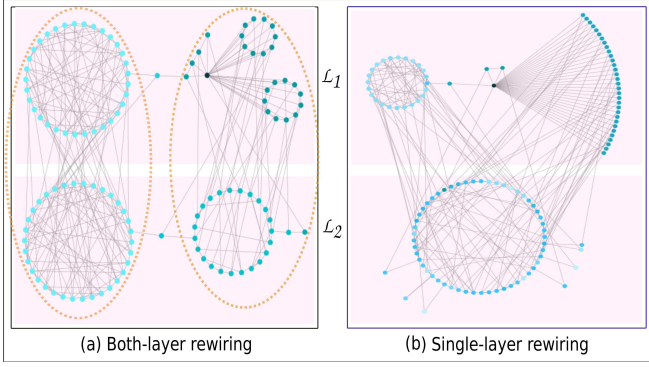 ℒ1
ℒ2
(a) Both-layer rewiring
(b) Single-layer rewiring